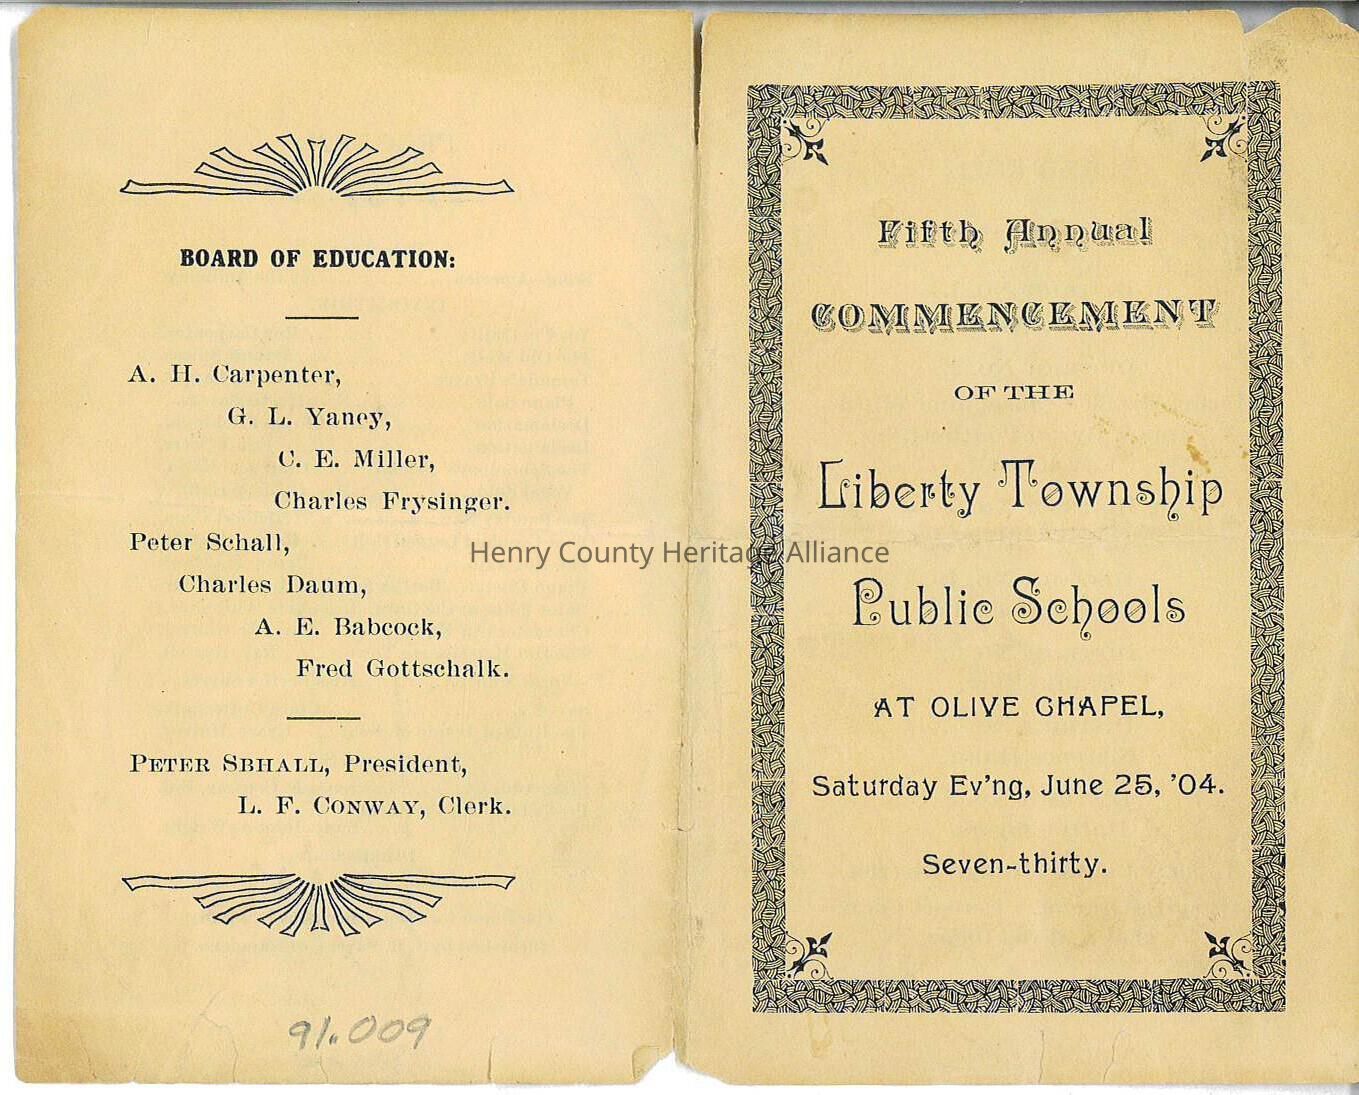 BOARD OF EDUCATION:
A. H. Carpenter,
G. L. Yaney,
C. E. Miller,
Charles Frysinger.
Peter Schall,
Charles Daum,
A. E. Babcock,
Fred Gottschalk.
PETER SBHALL, President,
L. F. CONWAY, Clerk.
91.009
Fifth Annual
COMMENCEMENT
OF THE
Liberty Township
Public Schools
AT OLIVE CHAPEL,
Saturday Ev'ng, June 25, '04.
Seven-thirty.
Henry County Heritage Alliance